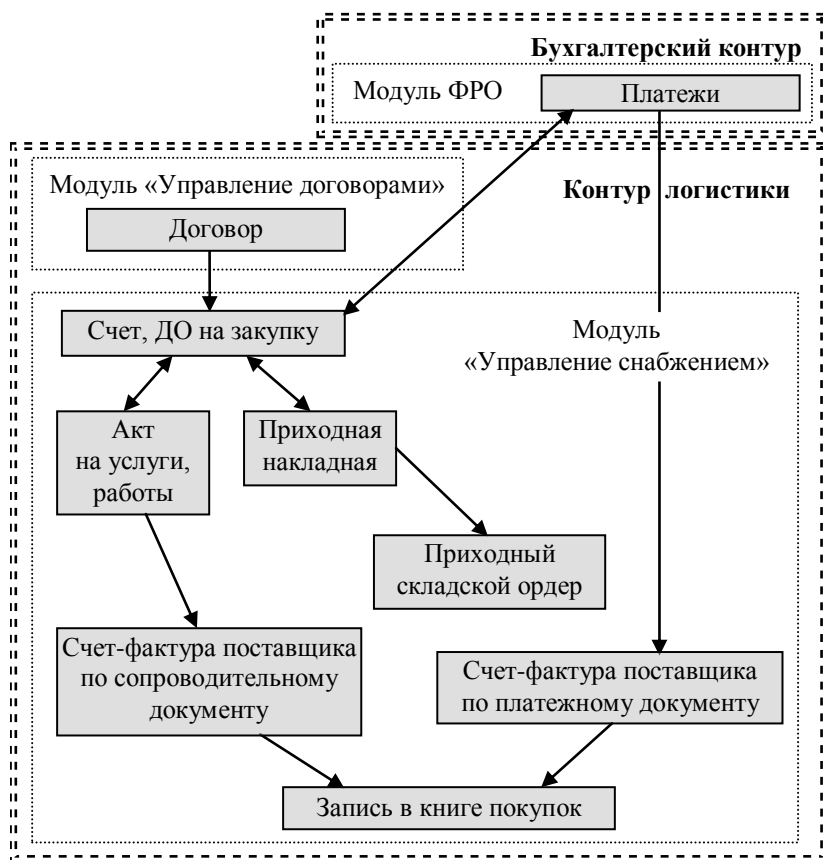 Бухгалтерский контур
Модуль ФРО
Платежи
Модуль «Управление договорами»
Контур логистики
Договор
Счет, ДО на закупку
Модуль
«Управление снабжением»
Акт
на услуги,
работы
Приходная
накладная
Приходный
складской ордер
Счет-фактура поставщика
по сопроводительному
документу
Счет-фактура поставщика
по платежному документу
Запись в книге покупок